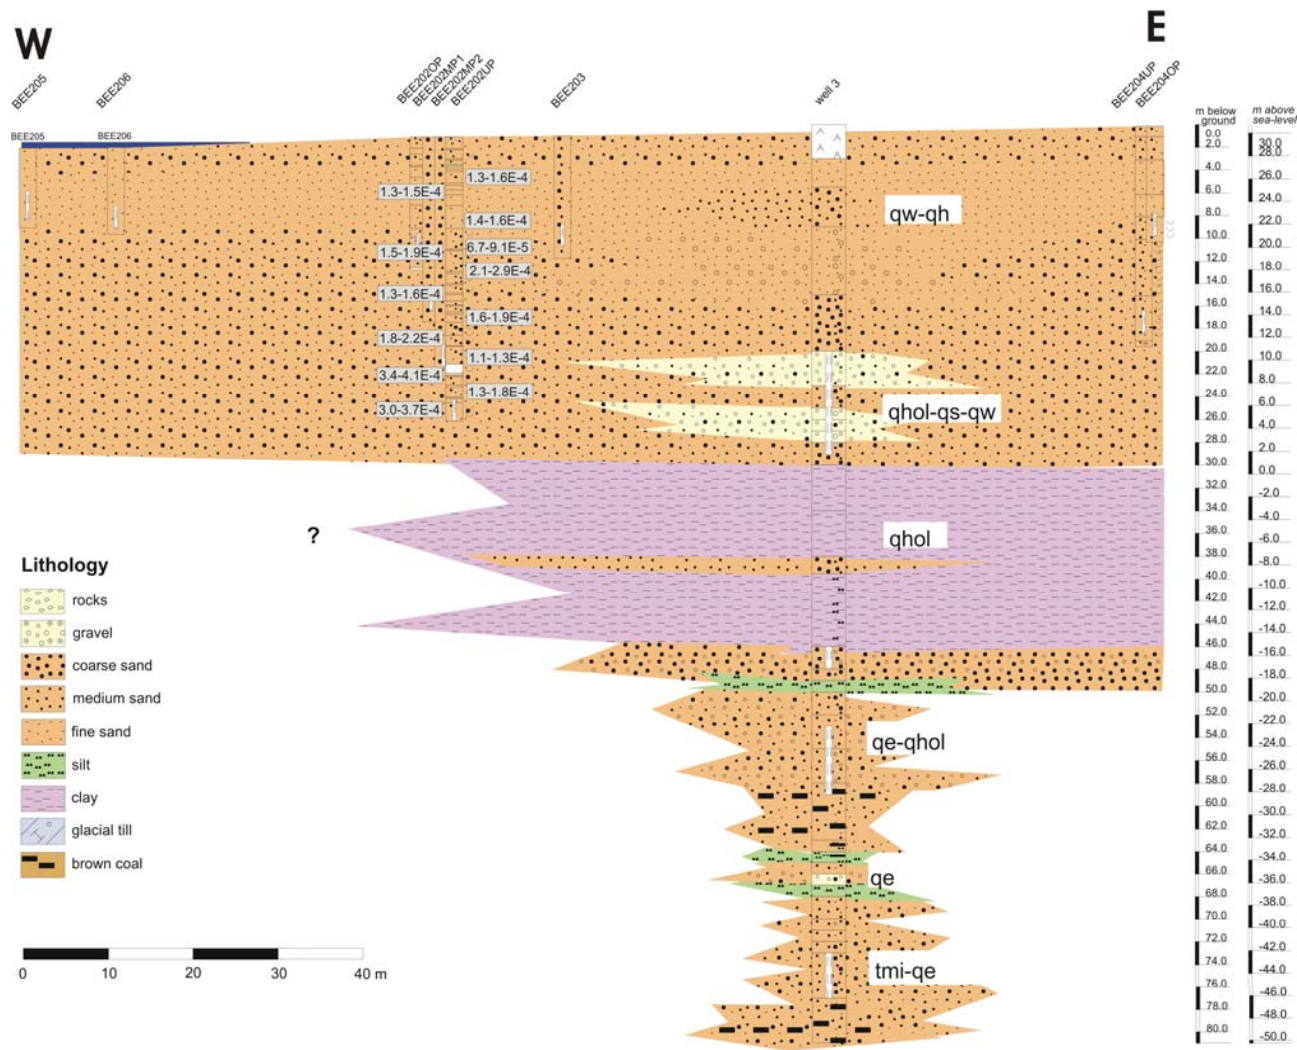 W
E
BEE205
BEE206
BEE202OP
BEE202MP1
BEE202MP2
BEE202UP
BEE203
well 3
BEE204UP
BEE204OP
m below
ground
m above
sea-level
BEE205
BEE206
1.3-1.6E-4
1.3-1.5E-4
1.4-1.6E-4
6.7-9.1E-5
1.5-1.9E-4
2.1-2.9E-4
1.3-1.6E-4
1.6-1.9E-4
1.8-2.2E-4
1.1-1.3E-4
3.4-4.1E-4
1.3-1.8E-4
3.0-3.7E-4
qw-qh
qhol-qs-qw
qhol
?
qe-qhol
qe
tmi-qe
0.0
2.0
4.0
6.0
8.0
10.0
12.0
14.0
16.0
18.0
20.0
22.0
24.0
26.0
28.0
30.0
32.0
34.0
36.0
38.0
40.0
42.0
44.0
46.0
48.0
50.0
52.0
54.0
56.0
58.0
60.0
62.0
64.0
66.0
68.0
70.0
72.0
74.0
76.0
78.0
80.0
30.0
28.0
26.0
24.0
22.0
20.0
18.0
16.0
14.0
12.0
10.0
8.0
6.0
4.0
2.0
0.0
-2.0
-4.0
-6.0
-8.0
-10.0
-12.0
-14.0
-16.0
-18.0
-20.0
-22.0
-24.0
-26.0
-28.0
-30.0
-32.0
-34.0
-36.0
-38.0
-40.0
-42.0
-44.0
-46.0
-48.0
-50.0
Lithology
rocks
gravel
coarse sand
medium sand
fine sand
silt
clay
glacial till
brown coal
0 10 20 30 40 m